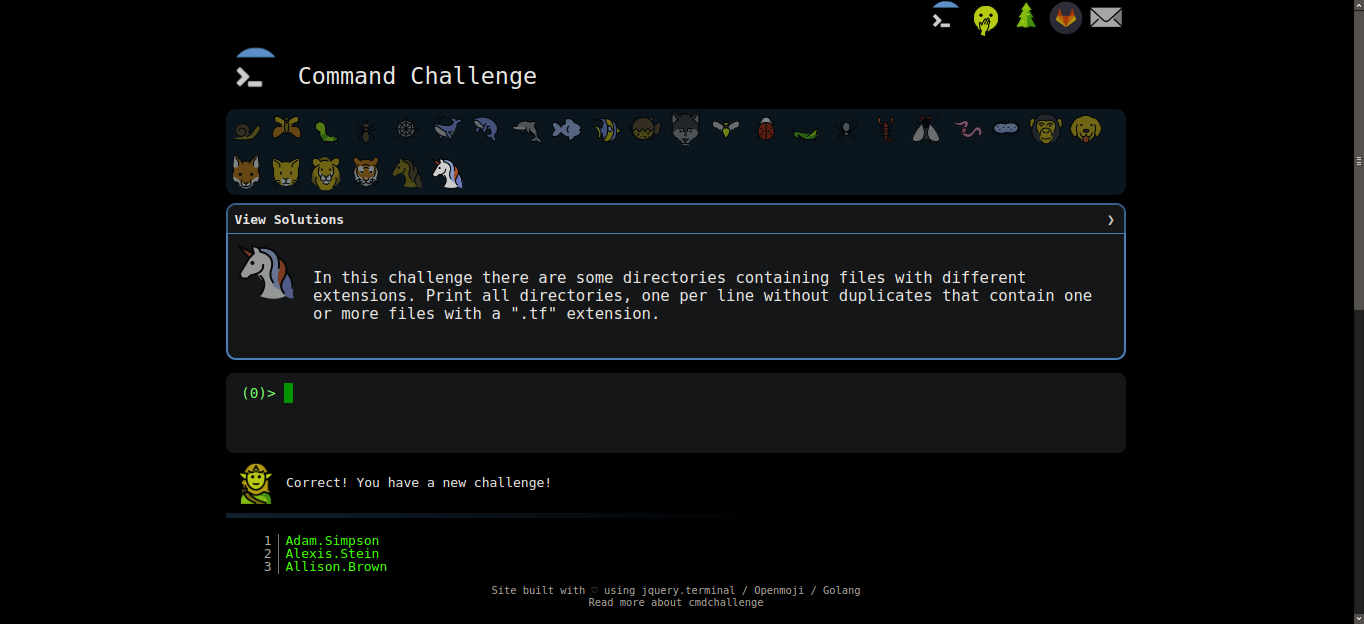 Command Challenge
View Solutions ❯
In this challenge there are some directories containing files with different
extensions. Print all directories, one per line without duplicates that contain one
or more files with a ".tf" extension.
(0)>
Correct! You have a new challenge!
1 Adam.Simpson
2 Alexis.Stein
3 Allison.Brown
Site built with ♡ using jquery.terminal / Openmoji / Golang
Read more about cmdchallenge